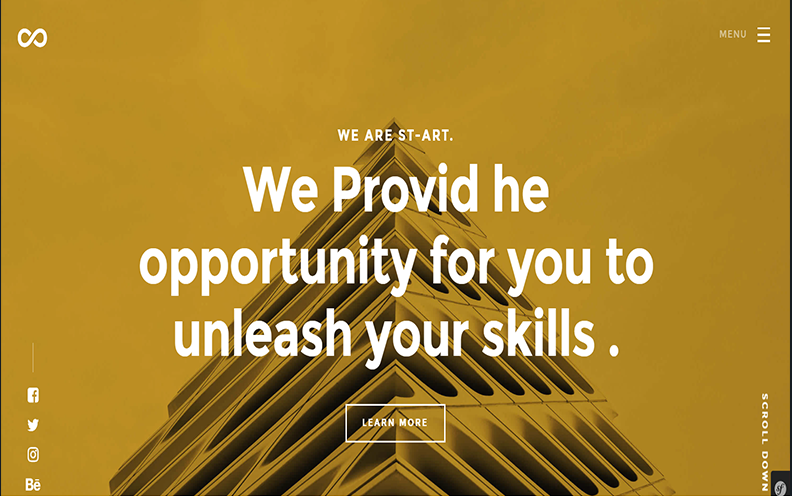 MENU
WE ARE ST-ART.
We Provid he
opportunity for you to
unleash your skills .
LEARN MORE
SCROLL DOWN
Bē
sf